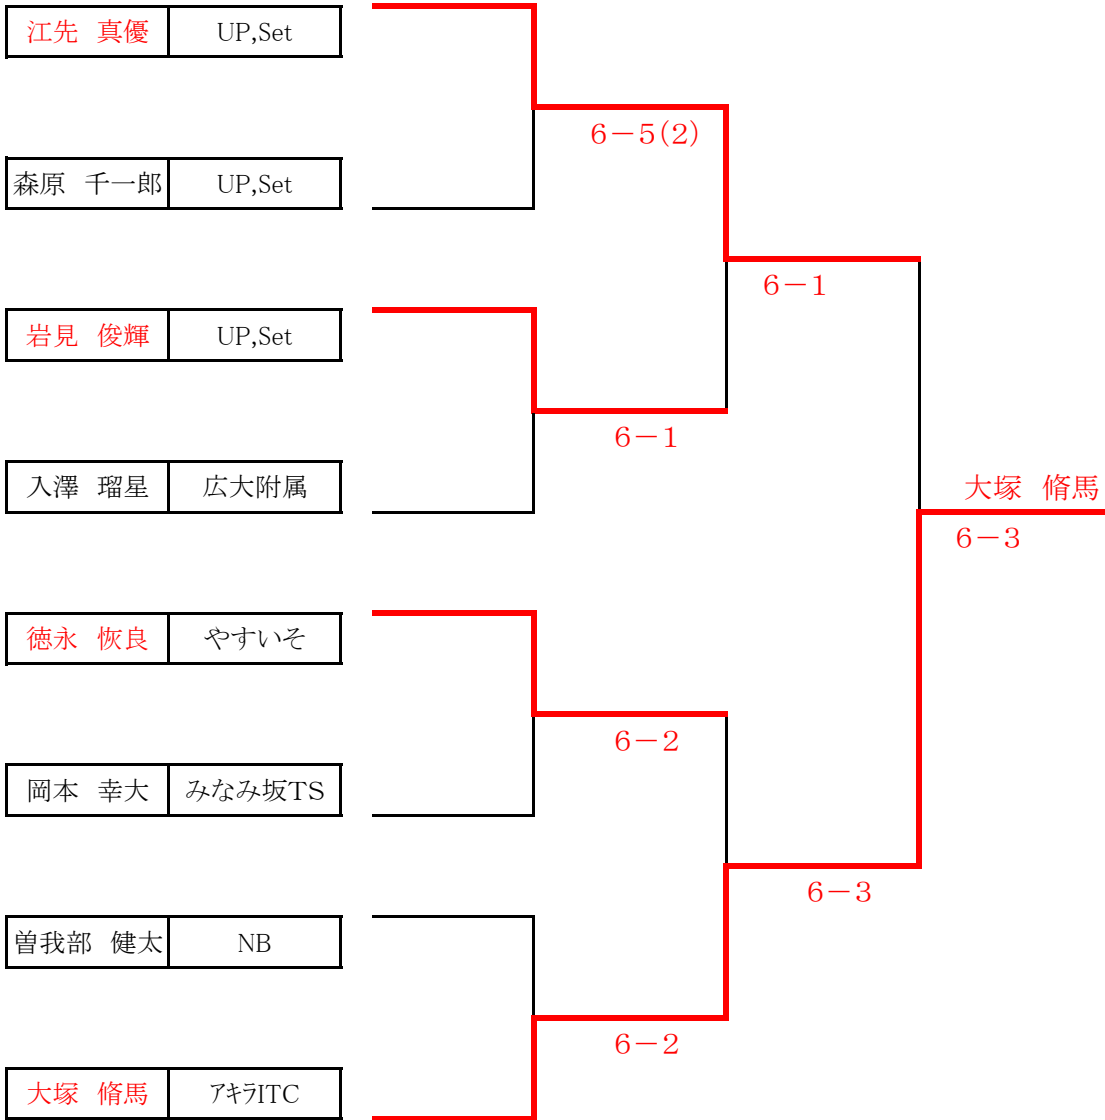 江先　真優 UP,Set
6－5(2)
森原　千一郎 UP,Set
6－1
岩見　俊輝 UP,Set
6－1
入澤　瑠星 広大附属
大塚　脩馬
6－3
徳永　恢良 やすいそ
6－2
岡本　幸大 みなみ坂TS
6－3
曽我部　健太 NB
6－2
大塚　脩馬 ｱｷﾗITC